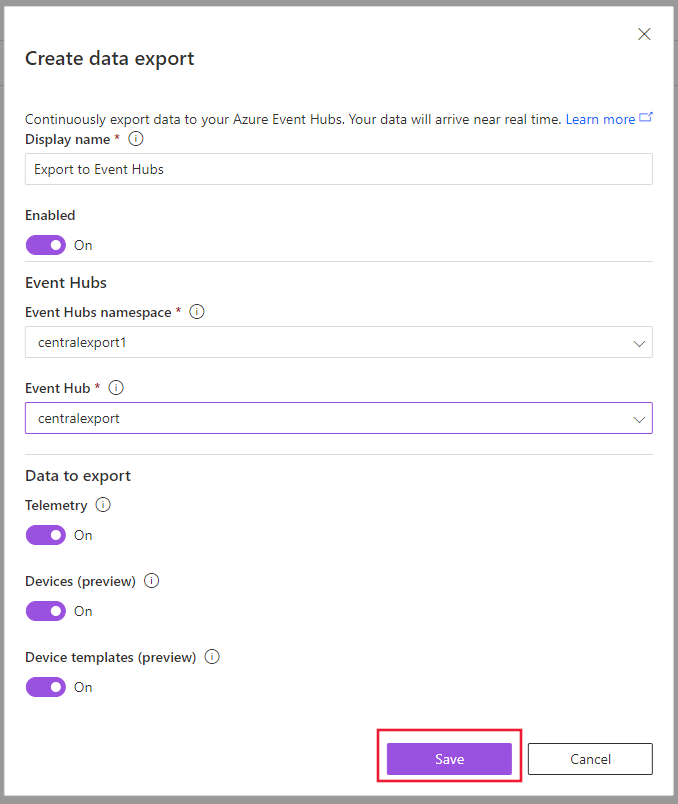 Create data export
Continuously export data to your Azure Event Hubs. Your data will arrive near real time. Learn more
Display name *
Export to Event Hubs
Enabled
On
Event Hubs
Event Hubs namespace *
centralexport1
Event Hub *
centralexport
Data to export
Telemetry
On
Devices (preview)
On
Device templates (preview)
On
Save Cancel